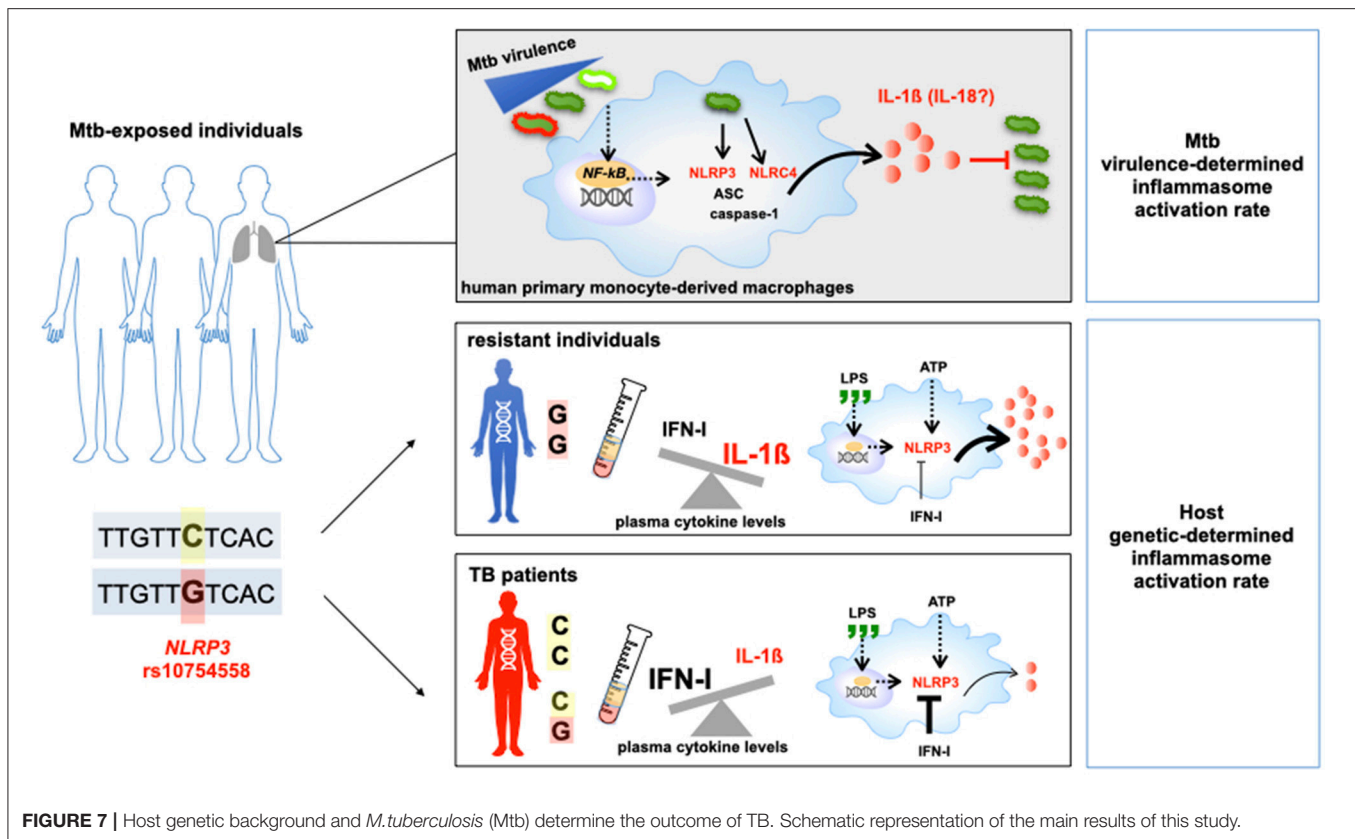 Mtb-exposed individuals
TTGTTCTCAC
TTGTTGTCAC
NLRP3
rs10754558
Mtb virulence
NF-kB
NLRP3 NLRC4
ASC
caspase-1
IL-1ß (IL-18?)
human primary monocyte-derived macrophages
Mtb
virulence-determined
inflammasome
activation rate
resistant individuals
G
G
IFN-I
IL-1ß
plasma cytokine levels
LPS
ATP
NLRP3
IFN-I
TB patients
C
C
C
G
IFN-I
IL-1ß
plasma cytokine levels
LPS
ATP
NLRP3
IFN-I
Host
genetic-determined
inflammasome
activation rate
FIGURE 7 | Host genetic background and M.tuberculosis (Mtb) determine the outcome of TB. Schematic representation of the main results of this study.